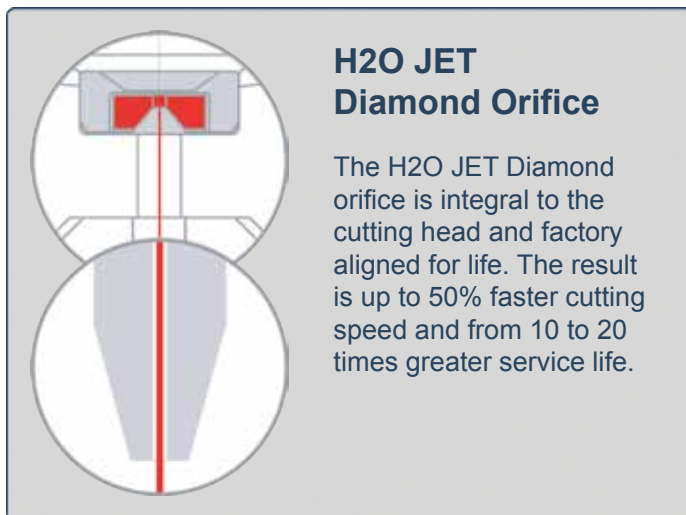 H2O JET
Diamond Orifice
The H2O JET Diamond
orifice is integral to the
cutting head and factory
aligned for life. The result
is up to 50% faster cutting
speed and from 10 to 20
times greater service life.